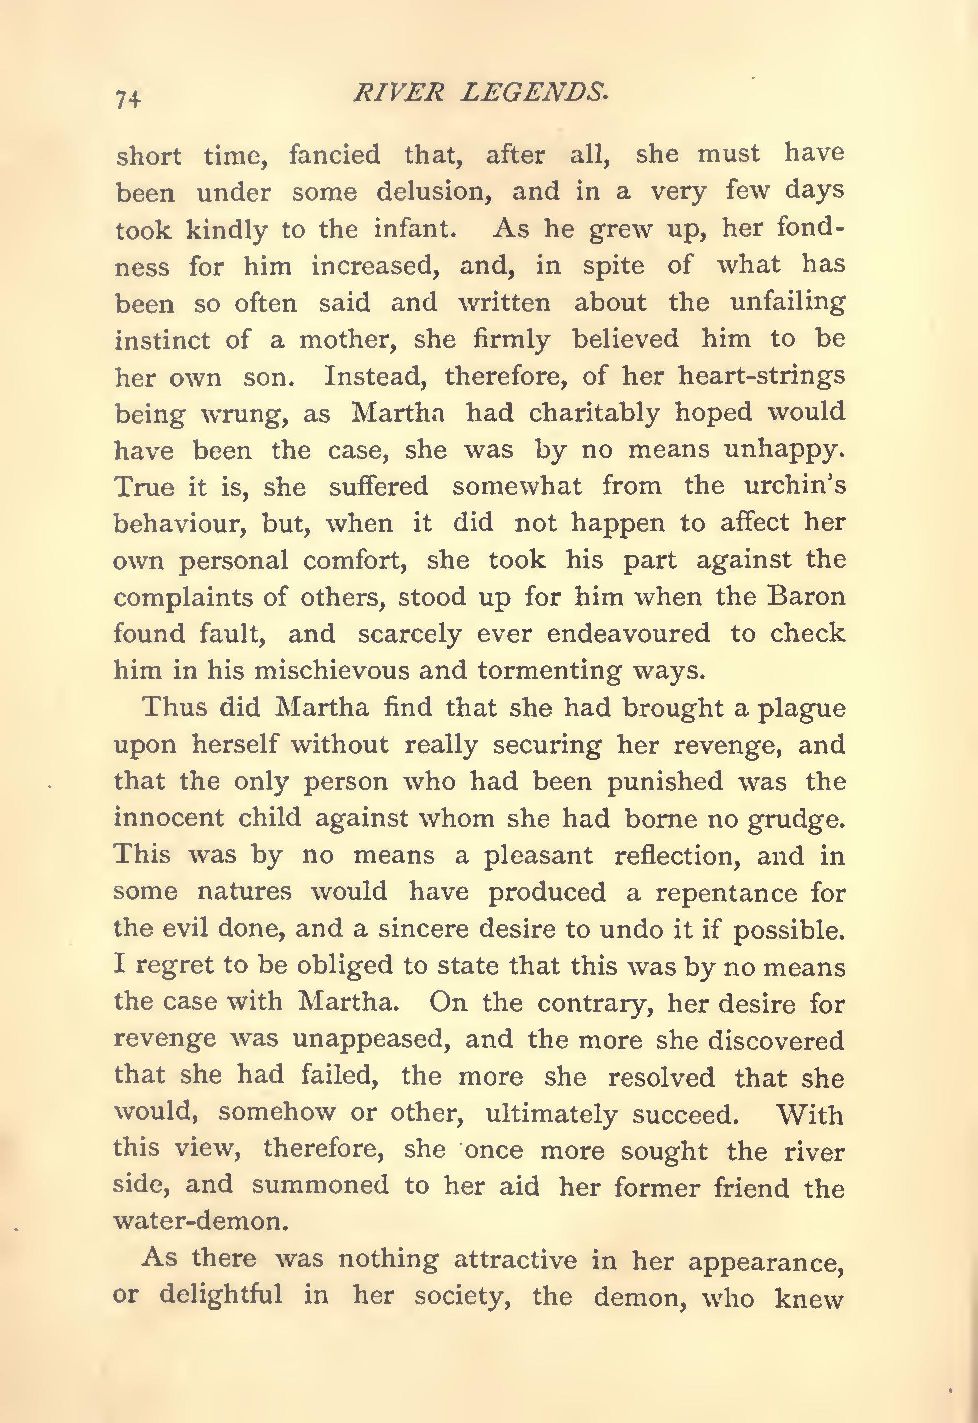 74 RIVER LEGENDS.
short time, fancied that, after all, she must have
been under some delusion, and in a very few days
took kindly to the infant. As he grew up, her fond-
ness for him increased, and, in spite of what has
been so often said and written about the unfailing
instinct of a mother, she firmly believed him to be
her own son. Instead, therefore, of her heart-strings
being wrung, as Martha had charitably hoped would
have been the case, she was by no means unhappy.
True it is, she suffered somewhat from the urchin's
behaviour, but, when it did not happen to affect her
own personal comfort, she took his part against the
complaints of others, stood up for him when the Baron
found fault, and scarcely ever endeavoured to check
him in his mischievous and tormenting ways.
Thus did Martha find that she had brought a plague
upon herself without really securing her revenge, and
that the only person who had been punished was the
innocent child against whom she had borne no grudge.
This was by no means a pleasant reflection, and in
some natures would have produced a repentance for
the evil done, and a sincere desire to undo it if possible.
I regret to be obliged to state that this was by no means
the case with Martha. On the contrary, her desire for
revenge was unappeased, and the more she discovered
that she had failed, the more she resolved that she
would, somehow or other, ultimately succeed. With
this view, therefore, she once more sought the river
side, and summoned to her aid her former friend the
water-demon.
As there was nothing attractive in her appearance,
or delightful in her society, the demon, who knew